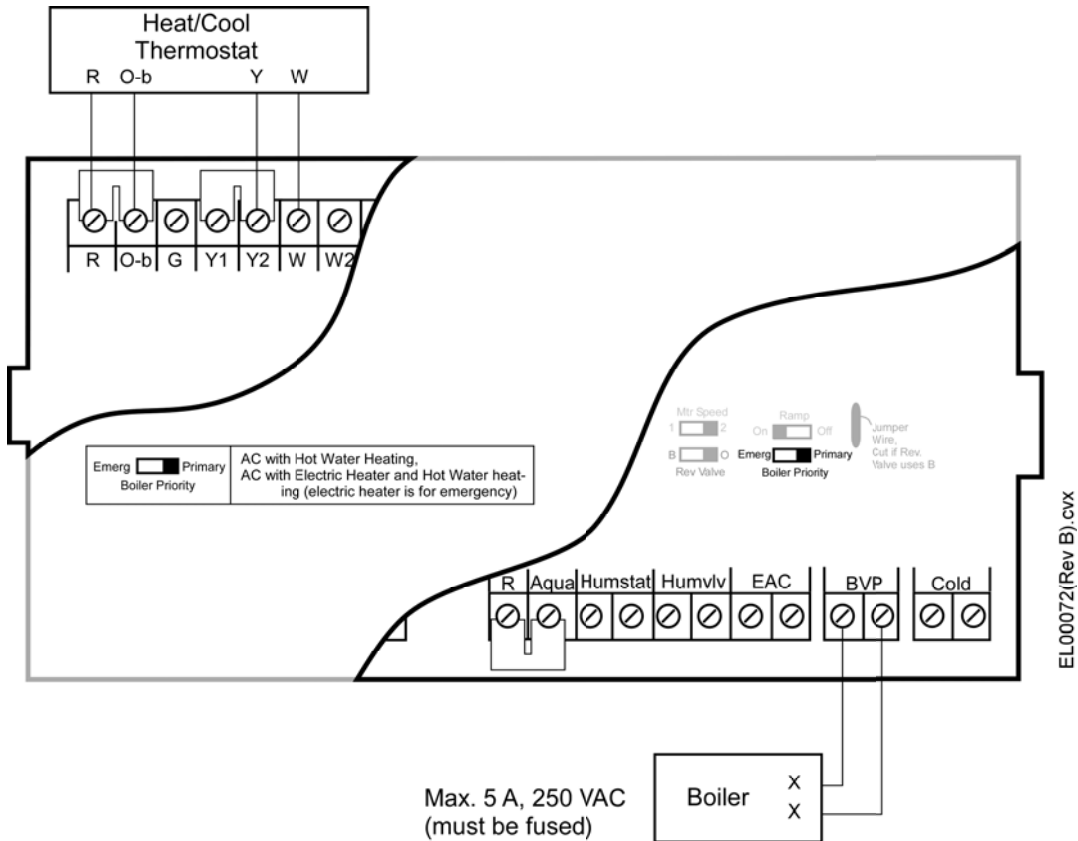 Heat/Cool
Thermostat
R O-b Y W
R O-b G Y1 Y2 W W2
Mtr Speed
1 2
Ramp
On Off
B O
Rev Valve
Emerg Primary
Boiler Priority
Jumper
Wire,
Cut if Rev.
Valve uses B
Emerg Primary
Boiler Priority
AC with Hot Water Heating,
AC with Electric Heater and Hot Water heat-
ing (electric heater is for emergency)
R Aqua Humstat Humvlv EAC BVP Cold
EL00072(Rev B).cvx
Max. 5 A, 250 VAC
(must be fused)
Boiler
X
X